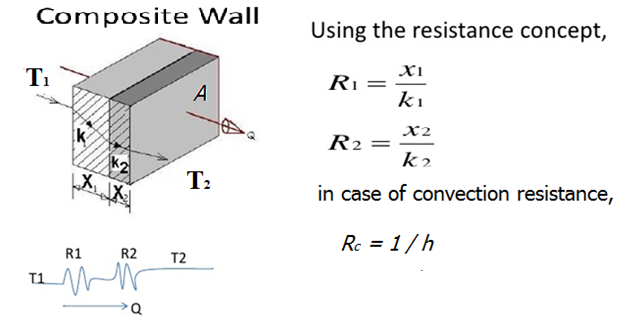 Composite Wall
T1
A
k
k2
Q
X1
X2
T2
R1 R2 T2
T1
Q
Using the resistance concept,
R1 = x1/k1
R2 = x2/k2
in case of convection resistance,
Rc = 1/h